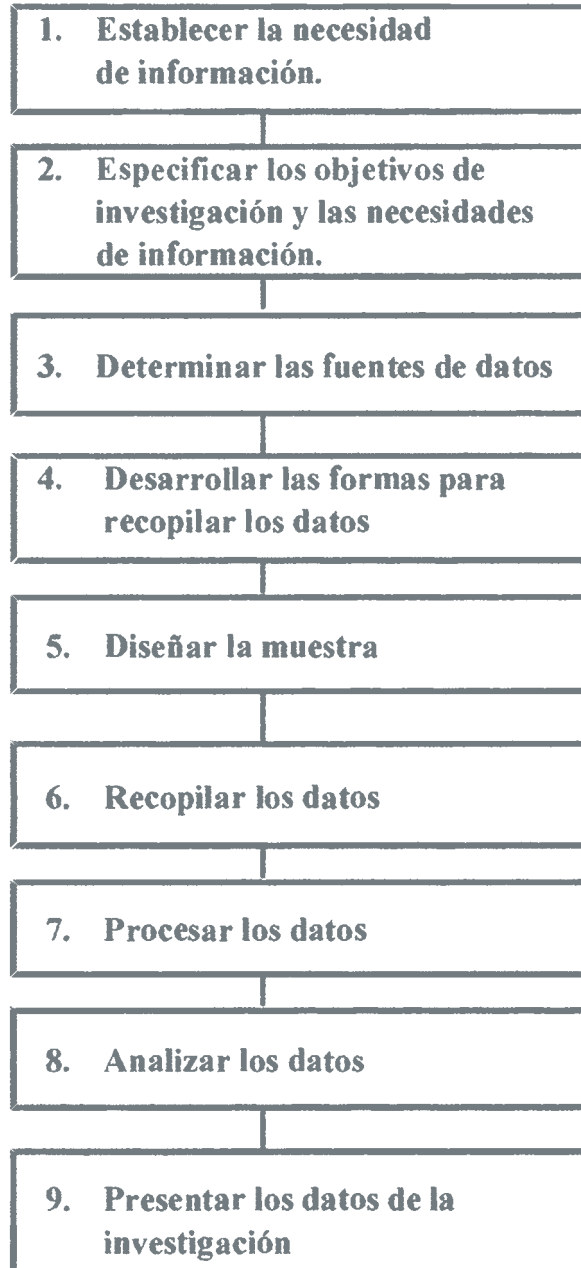 1. Establecer la necesidad
de información.
2. Especificar los objetivos de
investigación y las necesidades
de información.
3. Determinar las fuentes de datos
4. Desarrollar las formas para
recopilar los datos
5. Diseñar la muestra
6. Recopilar los datos
7. Procesar los datos
8. Analizar los datos
9. Presentar los datos de la
investigación